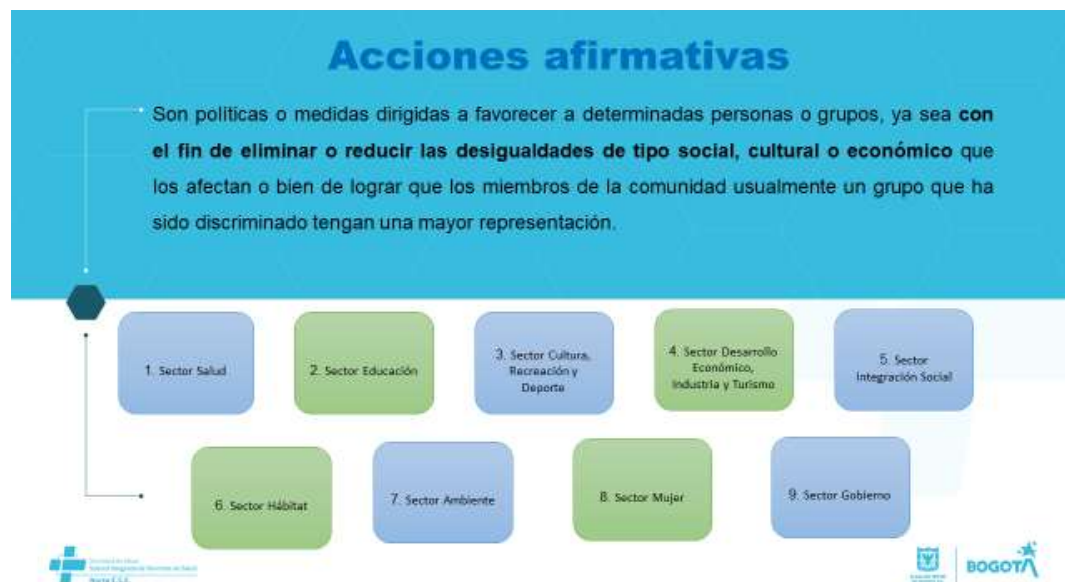 Acciones afirmativas
Son políticas o medidas dirigidas a favorecer a determinadas personas o grupos, ya sea con
el fin de eliminar o reducir las desigualdades de tipo social, cultural o económico que
los afectan o bien de lograr que los miembros de la comunidad usualmente un grupo que ha
sido discriminado tengan una mayor representación.
1. Sector Salud
2. Sector Educación
3. Sector Cultura,
Recreación y
Deporte
4. Sector Desarrollo
Económico,
Industria y Turismo
5. Sector
Integración Social
6. Sector Hábitat
7. Sector Ambiente
8. Sector Mujer
9. Sector Gobierno
Norte E.S.E.
BOGOTÁ